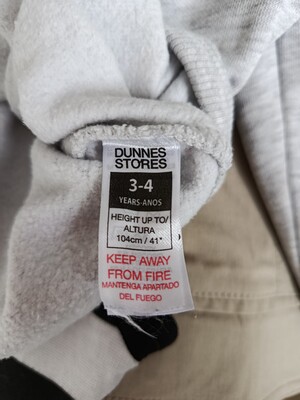 DUNNES
STORES
3-4
YEARS-ANOS
HEIGHT UP TO/
ALTURA
104cm / 41"
KEEP AWAY
FROM FIRE
MANTENGA APARTADO
DEL FUEGO